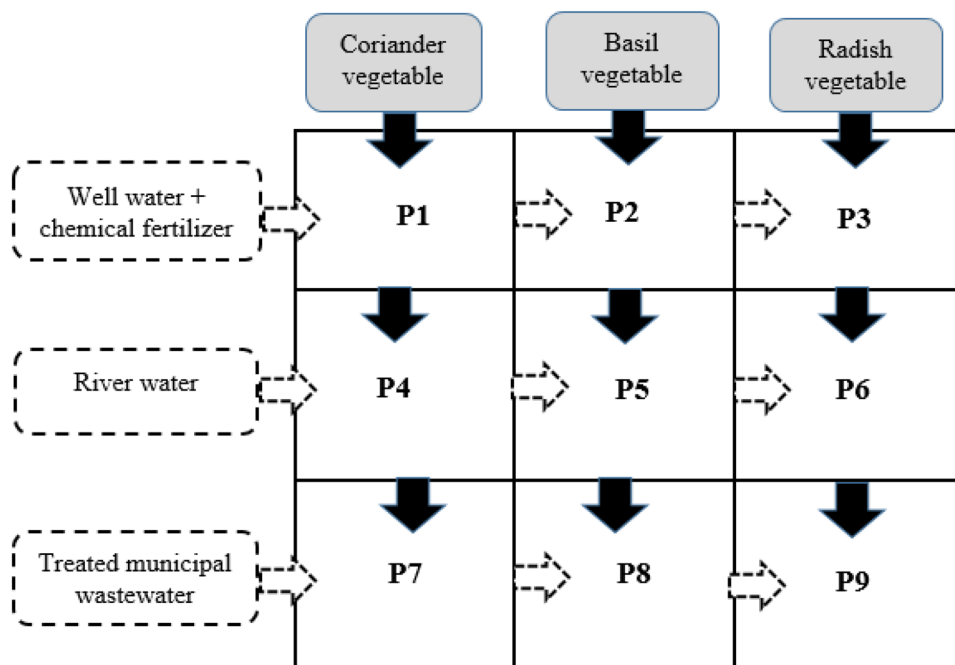 Coriander
vegetable
Basil
vegetable
Radish
vegetable
Well water +
chemical fertilizer
P1
P2
P3
River water
P4
P5
P6
Treated municipal
wastewater
P7
P8
P9